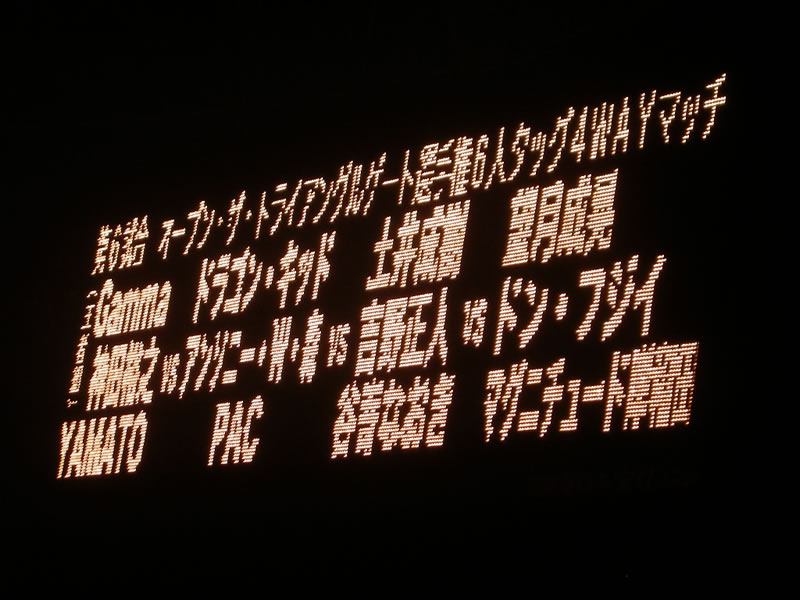 第6試合 オープン・ザ・トライアングルゲート選手権6人タッグ4WAYマッチ
Gamma ドラゴン・キッド 土井成樹 望月成晃
神田裕之 vs アンソニー・W・森 vs 吉野正人 vs ドン・フジイ
YAMATO PAC 谷嵜なおき マグニチュード岸和田